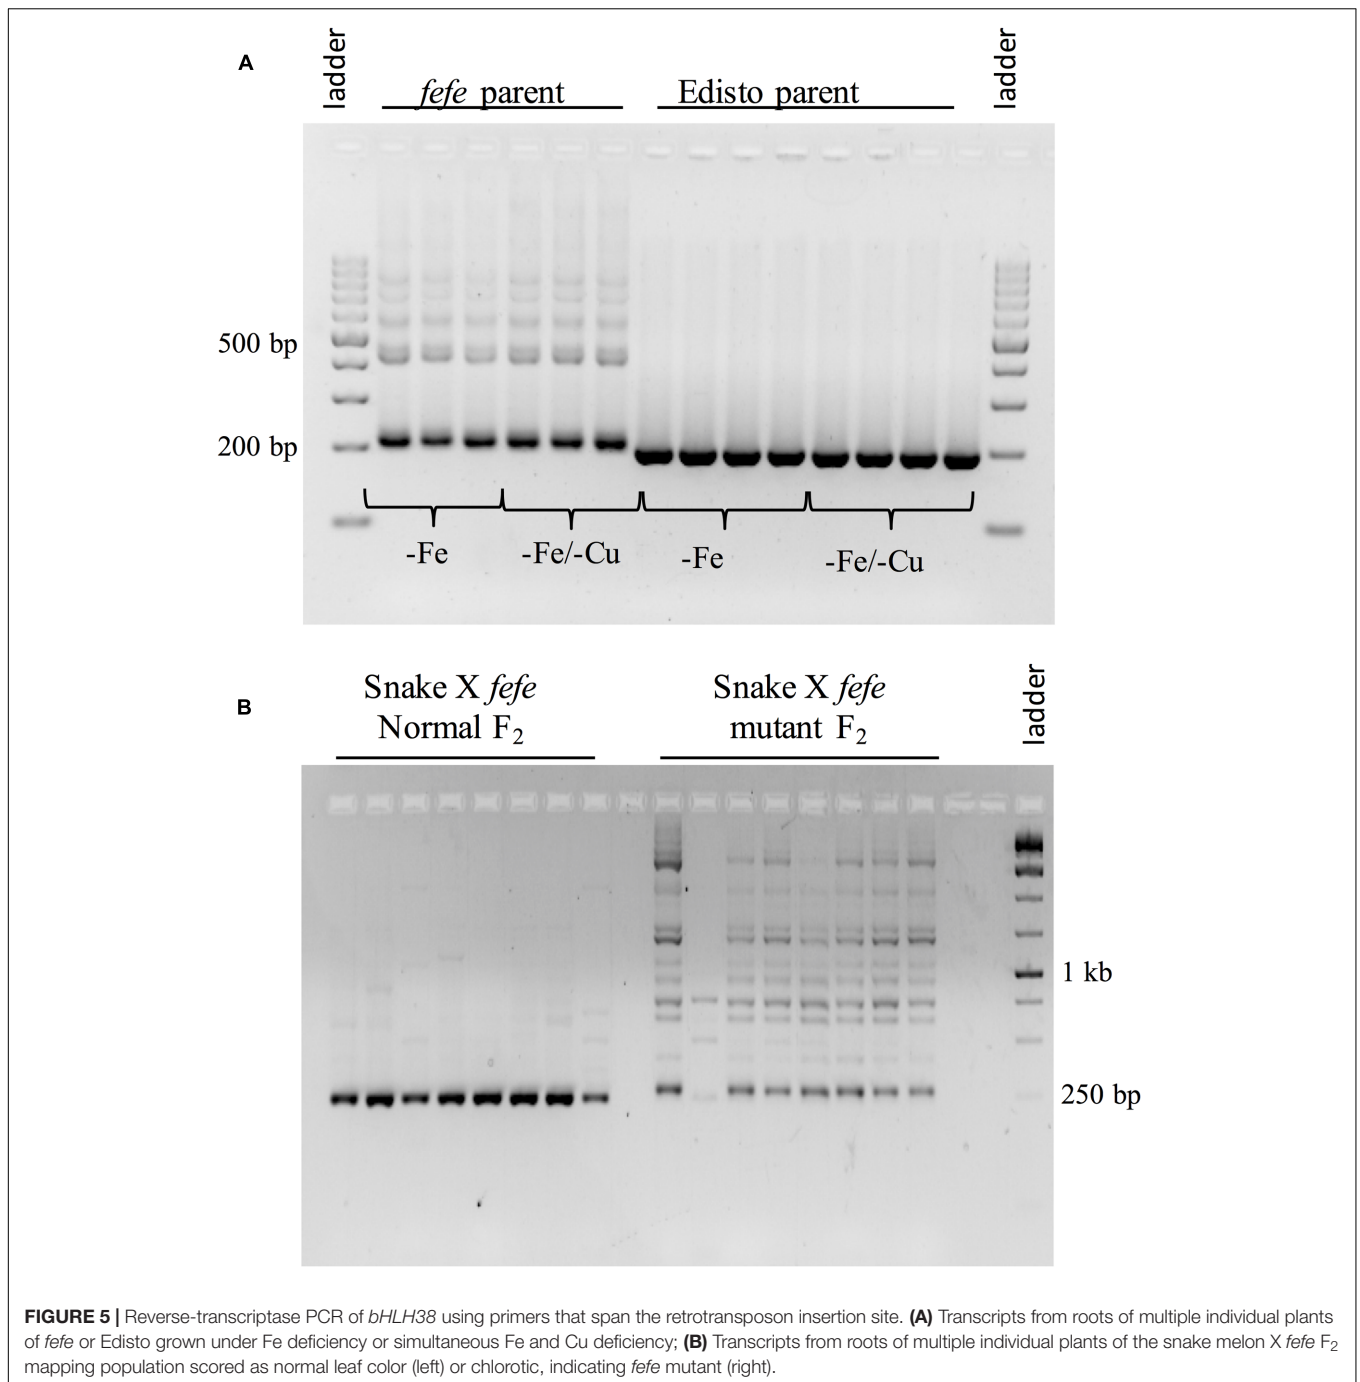 A
ladder
fefe parent
Edisto parent
ladder
500 bp
200 bp
-Fe
-Fe/-Cu
-Fe
-Fe/-Cu
B
Snake X fefe
Normal F2
Snake X fefe
mutant F2
ladder
1 kb
250 bp
FIGURE 5 | Reverse-transcriptase PCR of bHLH38 using primers that span the retrotransposon insertion site. (A) Transcripts from roots of multiple individual plants
of fefe or Edisto grown under Fe deficiency or simultaneous Fe and Cu deficiency; (B) Transcripts from roots of multiple individual plants of the snake melon X fefe F2
mapping population scored as normal leaf color (left) or chlorotic, indicating fefe mutant (right).